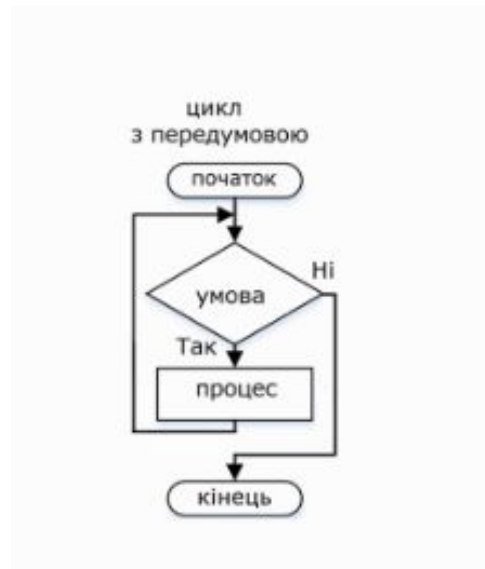 цикл
з передумовою
початок
Ні
умова
Так
процес
кінець